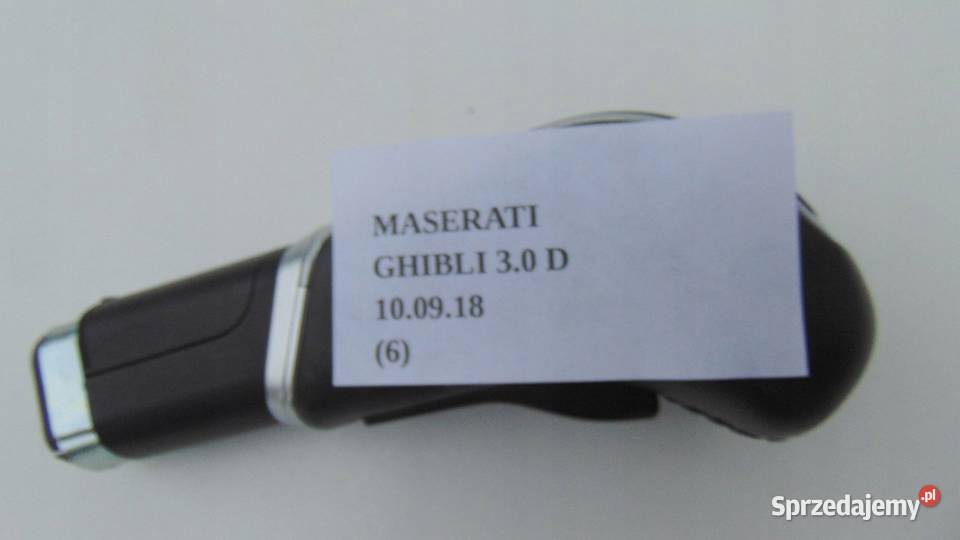 MASERATI
GHIBLI 3.0 D
10.09.18
(6)
Sprzedajemy.pl